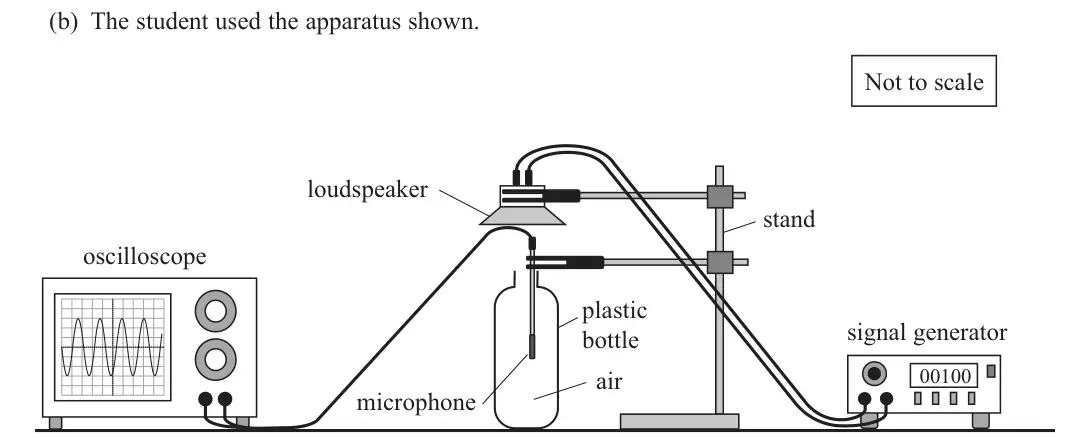 (b) The student used the apparatus shown.
Not to scale
loudspeaker
stand
oscilloscope
plastic
bottle
signal generator
00100
air
microphone